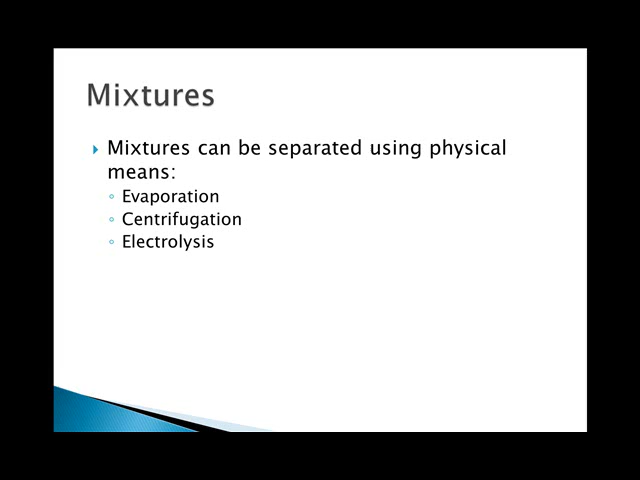 Mixtures
Mixtures can be separated using physical
means:
Evaporation
Centrifugation
Electrolysis